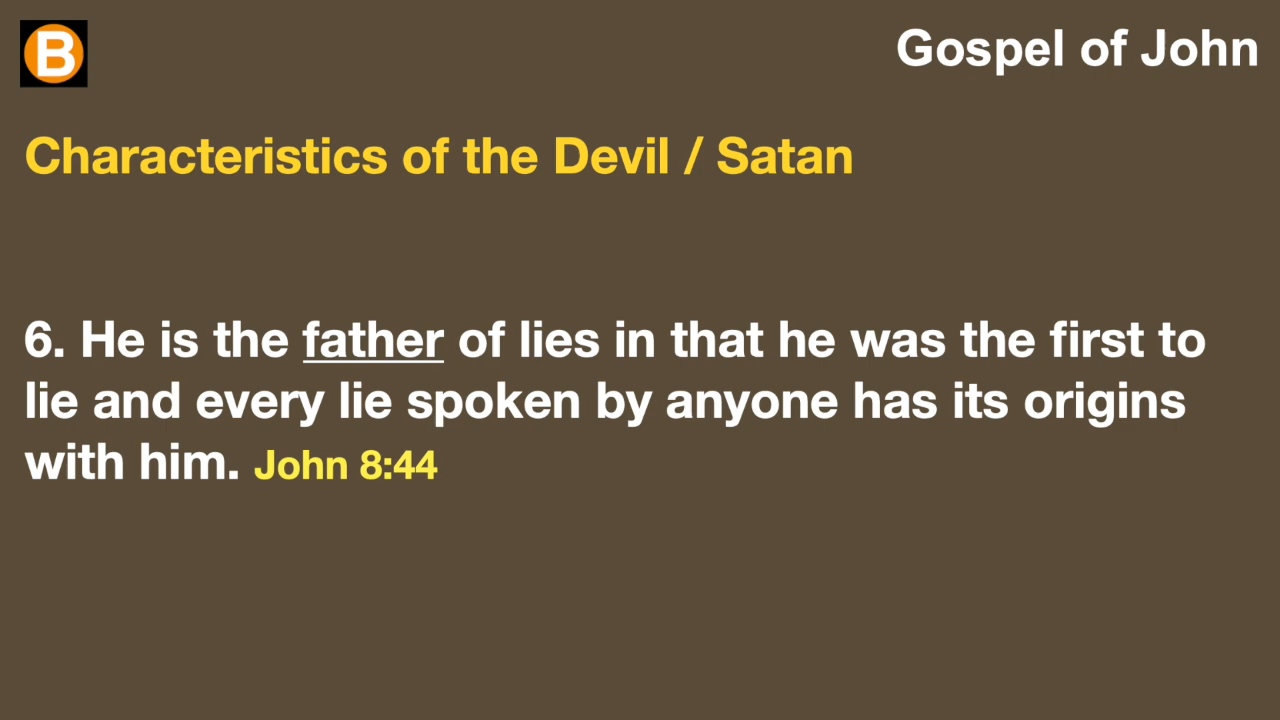 B
Gospel of John
Characteristics of the Devil / Satan
6. He is the father of lies in that he was the first to
lie and every lie spoken by anyone has its origins
with him. John 8:44